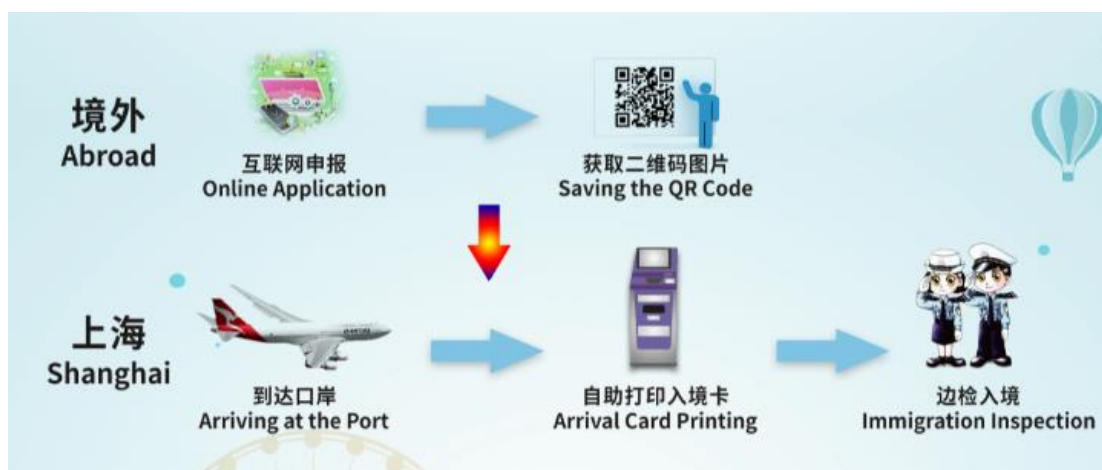 境外
Abroad
互联网申报
Online Application
获取二维码图片
Saving the QR Code
上海
Shanghai
到达口岸
Arriving at the Port
自助打印入境卡
Arrival Card Printing
边检入境
Immigration Inspection